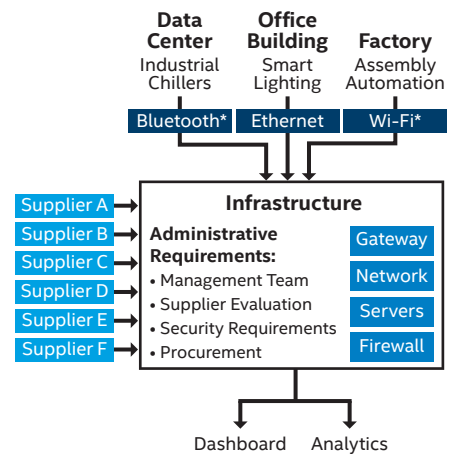 Data
Center
Industrial
Chillers
Office
Building
Smart
Lighting
Factory
Assembly
Automation
Bluetooth*
Ethernet
Wi-Fi*
Supplier A
Supplier B
Supplier C
Supplier D
Supplier E
Supplier F
Infrastructure
Administrative
Requirements:
• Management Team
• Supplier Evaluation
• Security Requirements
• Procurement
Gateway
Network
Servers
Firewall
Dashboard
Analytics